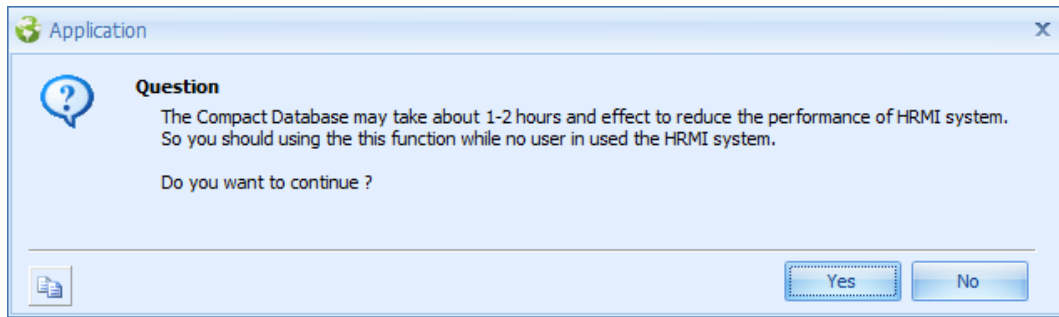 Application
Question
The Compact Database may take about 1-2 hours and effect to reduce the performance of HRMI system.
So you should using the this function while no user in used the HRMI system.
Do you want to continue ?
Yes
No